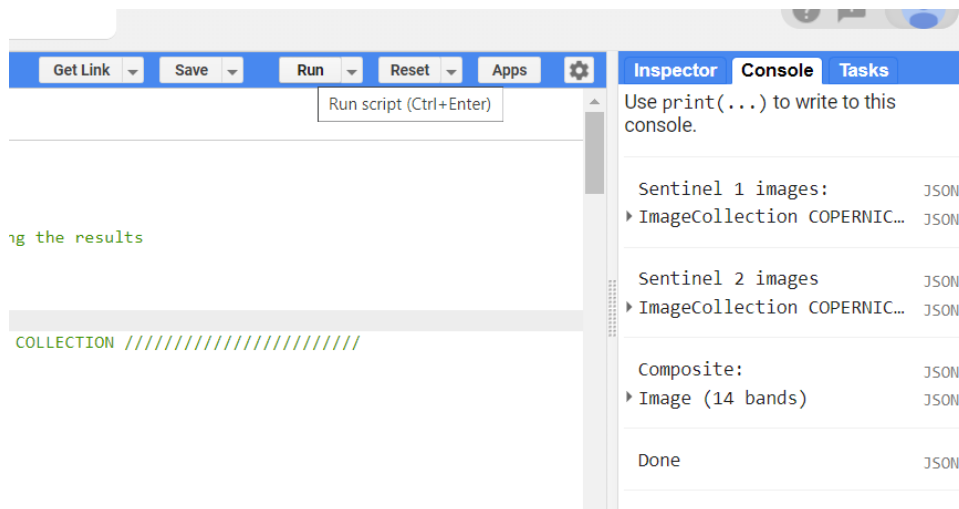 Get Link Save Run Reset Apps
Run script (Ctrl+Enter)
ng the results
COLLECTION ////////////////////////
Inspector Console Tasks
Use print(...) to write to this
console.
Sentinel 1 images: JSON
ImageCollection COPERNIC… JSON
Sentinel 2 images JSON
ImageCollection COPERNIC… JSON
Composite: JSON
Image (14 bands) JSON
Done JSON